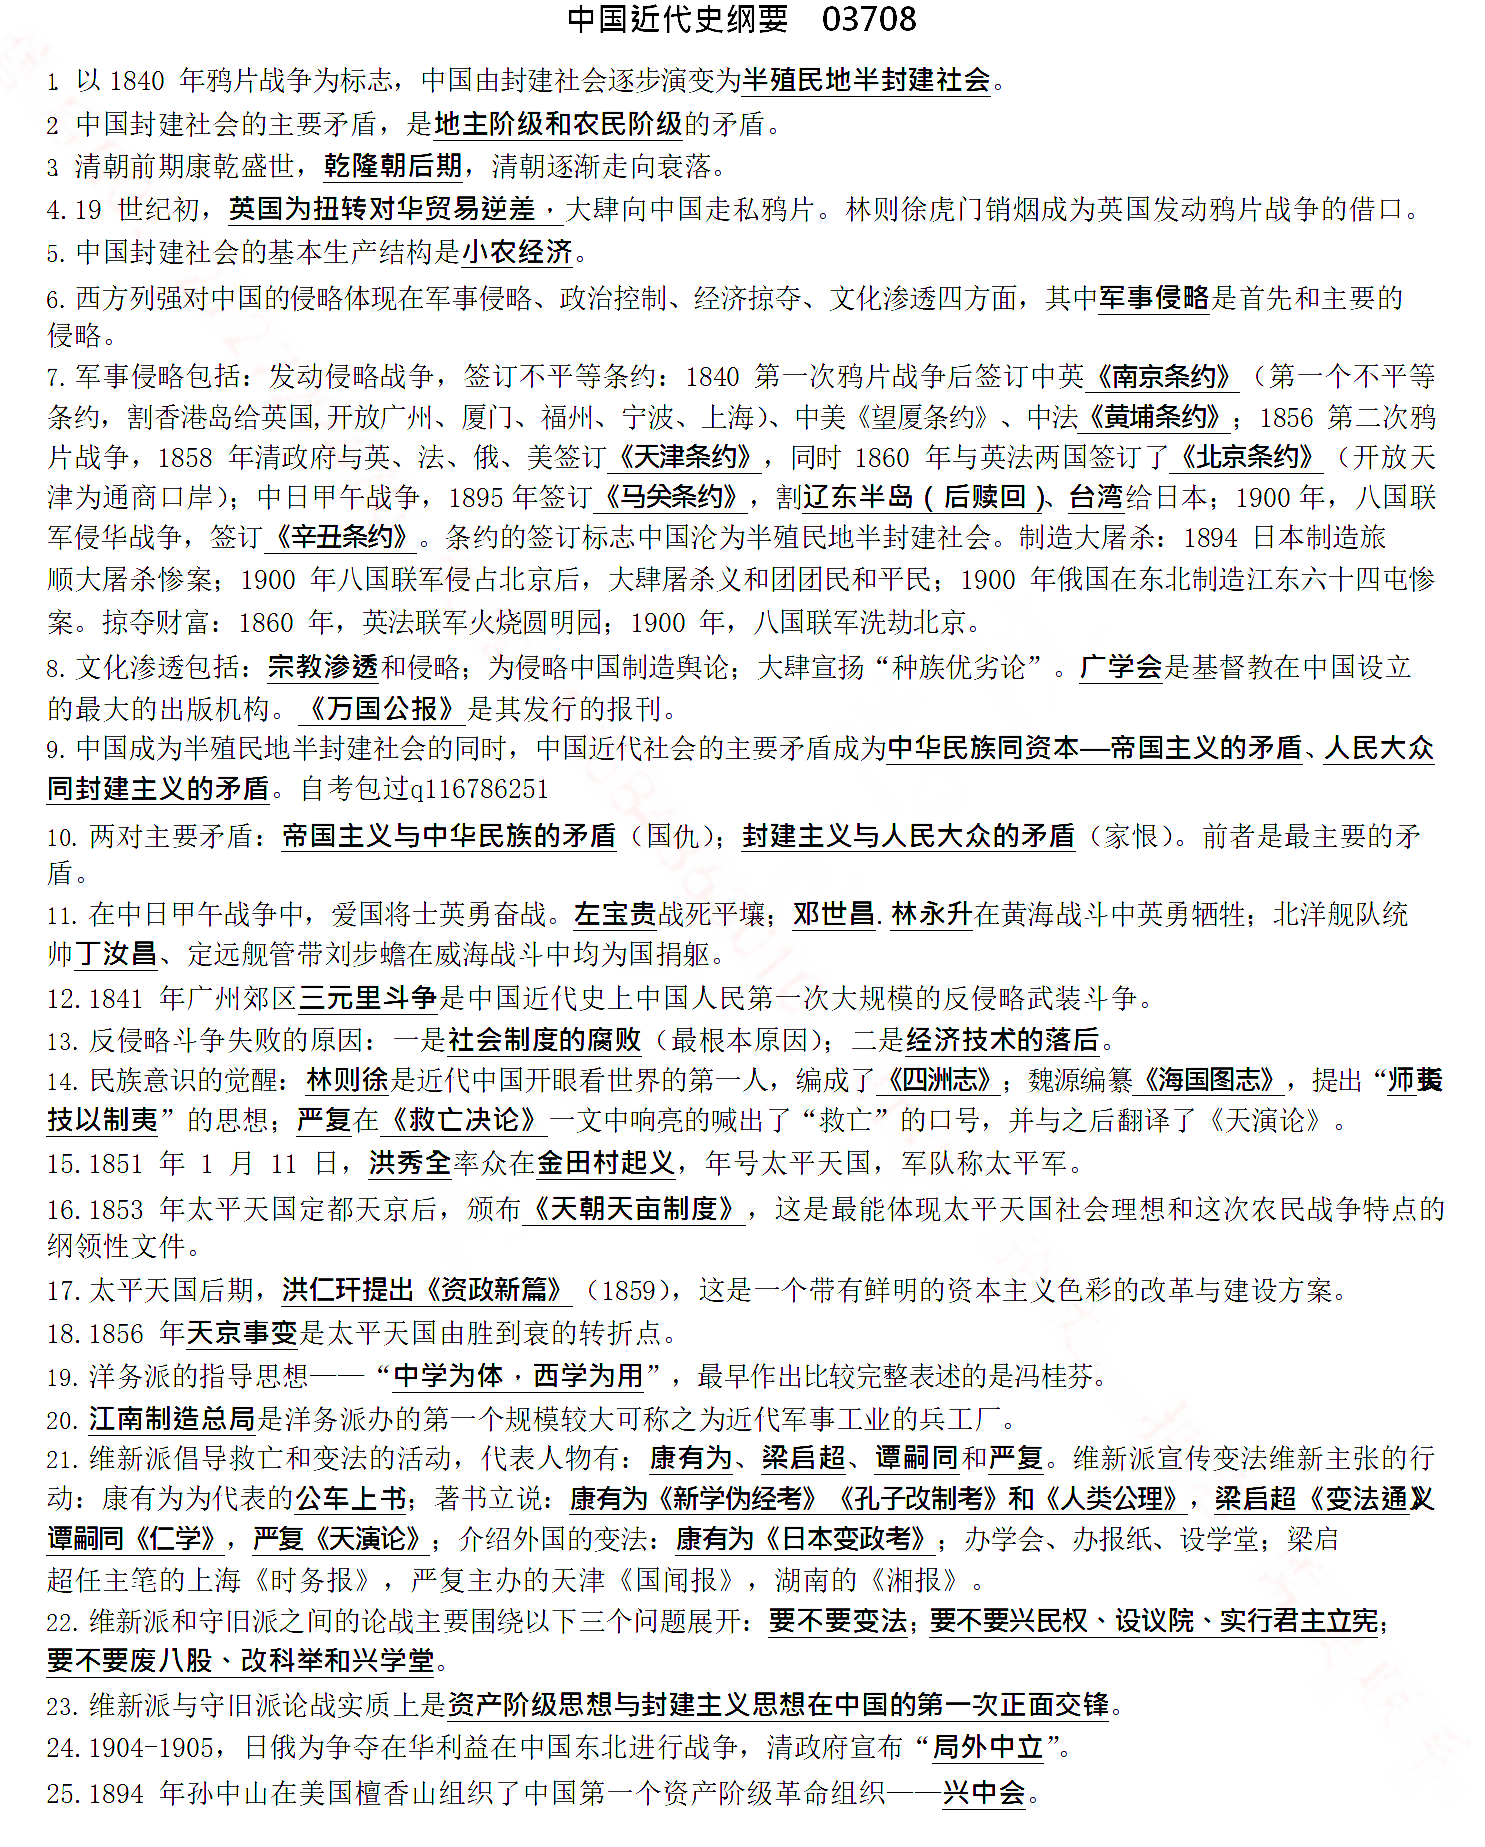 中国近代史纲要 03708
1. 以 1840 年鸦片战争为标志，中国由封建社会逐步演变为半殖民地半封建社会。
2 中国封建社会的主要矛盾，是地主阶级和农民阶级的矛盾。
3 清朝前期康乾盛世，乾隆朝后期，清朝逐渐走向衰落。
4.19 世纪初，英国为扭转对华贸易逆差，大肆向中国走私鸦片。林则徐虎门销烟成为英国发动鸦片战争的借口。
5. 中国封建社会的基本生产结构是小农经济。
6. 西方列强对中国的侵略体现在军事侵略、政治控制、经济掠夺、文化渗透四方面，其中军事侵略是首先和主要的
侵略。
7. 军事侵略包括：发动侵略战争，签订不平等条约：1840 第一次鸦片战争后签订中英《南京条约》（第一个不平等
条约，割香港岛给英国,开放广州、厦门、福州、宁波、上海）、中美《望厦条约》、中法《黄埔条约》；1856 第二次鸦
片战争，1858 年清政府与英、法、俄、美签订《天津条约》，同时 1860 年与英法两国签订了《北京条约》（开放天
津为通商口岸）；中日甲午战争，1895年签订《马关条约》，割辽东半岛（后赎回）、台湾给日本；1900年，八国联
军侵华战争，签订《辛丑条约》。条约的签订标志中国沦为半殖民地半封建社会。制造大屠杀：1894 日本制造旅
顺大屠杀惨案；1900 年八国联军侵占北京后，大肆屠杀义和团团民和平民；1900 年俄国在东北制造江东六十四屯惨
案。掠夺财富：1860 年，英法联军火烧圆明园；1900 年，八国联军洗劫北京。
8. 文化渗透包括：宗教渗透和侵略；为侵略中国制造舆论；大肆宣扬“种族优劣论”。广学会是基督教在中国设立
的最大的出版机构。《万国公报》是其发行的报刊。
9. 中国成为半殖民地半封建社会的同时，中国近代社会的主要矛盾成为中华民族同资本—帝国主义的矛盾、人民大众
同封建主义的矛盾。自考包过q116786251
10. 两对主要矛盾：帝国主义与中华民族的矛盾（国仇）；封建主义与人民大众的矛盾（家恨）。前者是最主要的矛
盾。
11. 在中日甲午战争中，爱国将士英勇奋战。左宝贵战死平壤；邓世昌. 林永升在黄海战斗中英勇牺牲；北洋舰队统
帅丁汝昌、定远舰管带刘步蟾在威海战斗中均为国捐躯。
12.1841 年广州郊区三元里斗争是中国近代史上中国人民第一次大规模的反侵略武装斗争。
13. 反侵略斗争失败的原因：一是社会制度的腐败（最根本原因）；二是经济技术的落后。
14. 民族意识的觉醒：林则徐是近代中国开眼看世界的第一人，编成了《四洲志》；魏源编纂《海国图志》，提出“师夷长
技以制夷”的思想；严复在《救亡决论》一文中响亮的喊出了“救亡”的口号，并与之后翻译了《天演论》。
15.1851 年 1 月 11 日，洪秀全率众在金田村起义，年号太平天国，军队称太平军。
16.1853 年太平天国定都天京后，颁布《天朝天亩制度》，这是最能体现太平天国社会理想和这次农民战争特点的
纲领性文件。
17. 太平天国后期，洪仁玕提出《资政新篇》（1859），这是一个带有鲜明的资本主义色彩的改革与建设方案。
18.1856 年天京事变是太平天国由胜到衰的转折点。
19. 洋务派的指导思想——“中学为体，西学为用”，最早作出比较完整表述的是冯桂芬。
20. 江南制造总局是洋务派办的第一个规模较大可称之为近代军事工业的兵工厂。
21. 维新派倡导救亡和变法的活动，代表人物有：康有为、梁启超、谭嗣同和严复。维新派宣传变法维新主张的行
动：康有为为代表的公车上书；著书立说：康有为《新学伪经考》《孔子改制考》和《人类公理》，梁启超《变法通义》
谭嗣同《仁学》，严复《天演论》；介绍外国的变法：康有为《日本变政考》；办学会、办报纸、设学堂；梁启
超任主笔的上海《时务报》，严复主办的天津《国闻报》，湖南的《湘报》。
22. 维新派和守旧派之间的论战主要围绕以下三个问题展开：要不要变法；要不要兴民权、设议院、实行君主立宪；
要不要废八股、改科举和兴学堂。
23. 维新派与守旧派论战实质上是资产阶级思想与封建主义思想在中国的第一次正面交锋。
24.1904-1905，日俄为争夺在华利益在中国东北进行战争，清政府宣布“局外中立”。
25.1894 年孙中山在美国檀香山组织了中国第一个资产阶级革命组织——兴中会。